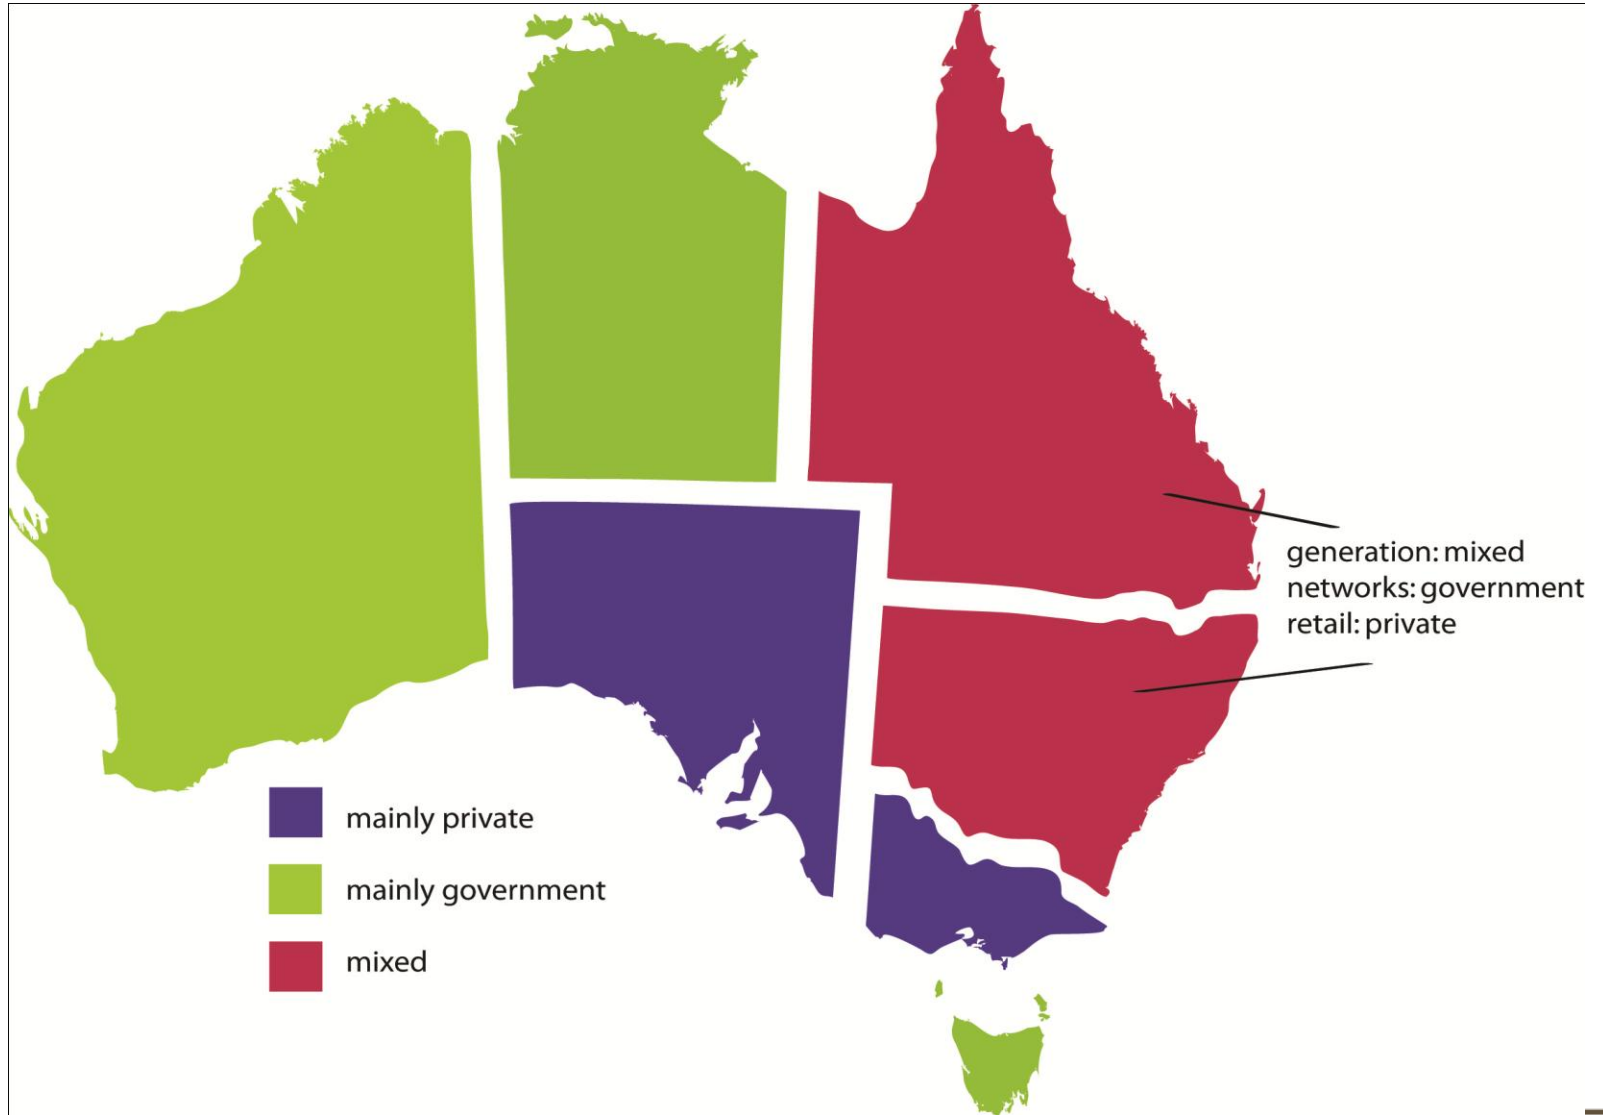 generation: mixed
networks: government
retail: private
mainly private
mainly government
mixed